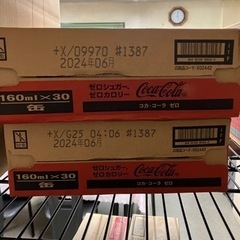 +X/09970 #1387
2024年06月
160ml×30
缶
ゼロシュガー、
ゼロカロリー
Coca-Cola
コカ・コーラ ゼロ
+X/G25 04:06 #1387
2024年06月
160ml×30
缶
ゼロシュガー、
ゼロカロリー
Coca-Cola
コカ・コーラ ゼロ